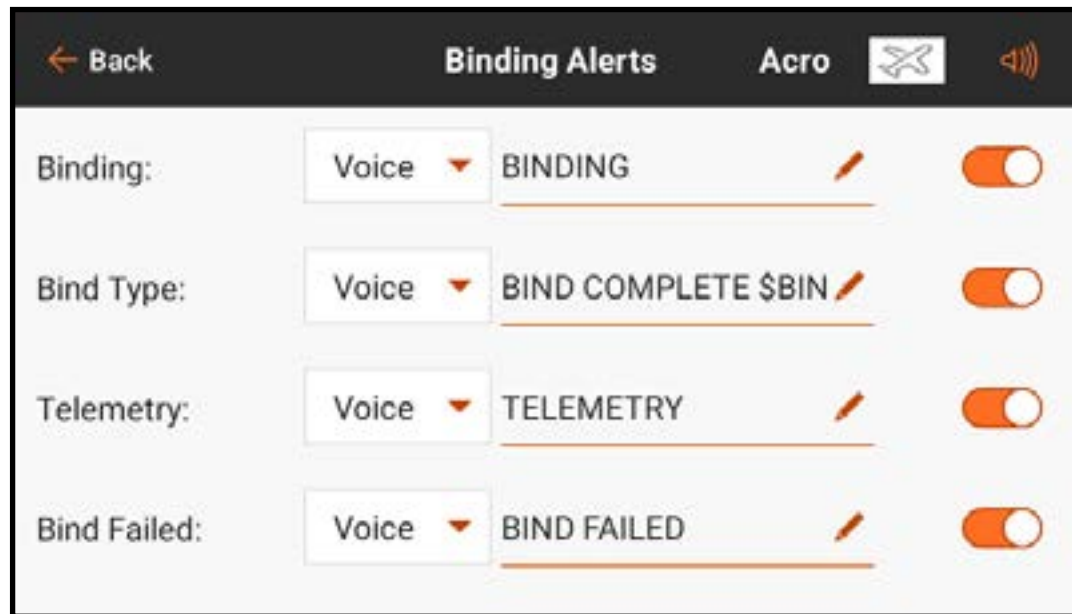 Back Binding Alerts Acro
Binding: Voice BINDING
Bind Type: Voice BIND COMPLETE $BIN
Telemetry: Voice TELEMETRY
Bind Failed: Voice BIND FAILED